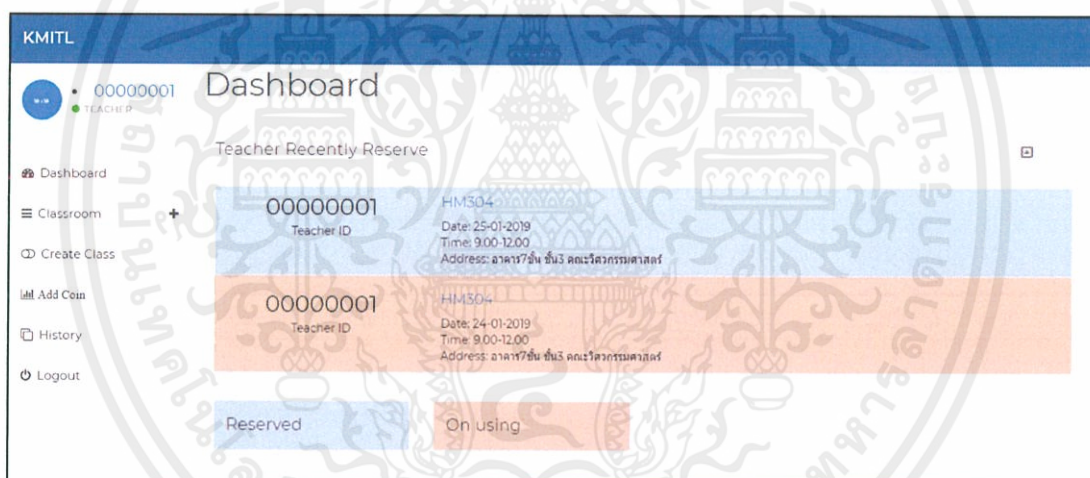 KMITL
00000001
TEACHER
Dashboard
Classroom
Create Class
Add Coin
History
Logout
Dashboard
Teacher Recently Reserve
00000001
Teacher ID
HM304
Date: 25-01-2019
Time: 9.00-12.00
Address: อาคาร7ชั้น ชั้น3 คณะวิศวกรรมศาสตร์
00000001
Teacher ID
HM304
Date: 24-01-2019
Time: 9.00-12.00
Address: อาคาร7ชั้น ชั้น3 คณะวิศวกรรมศาสตร์
Reserved
On using